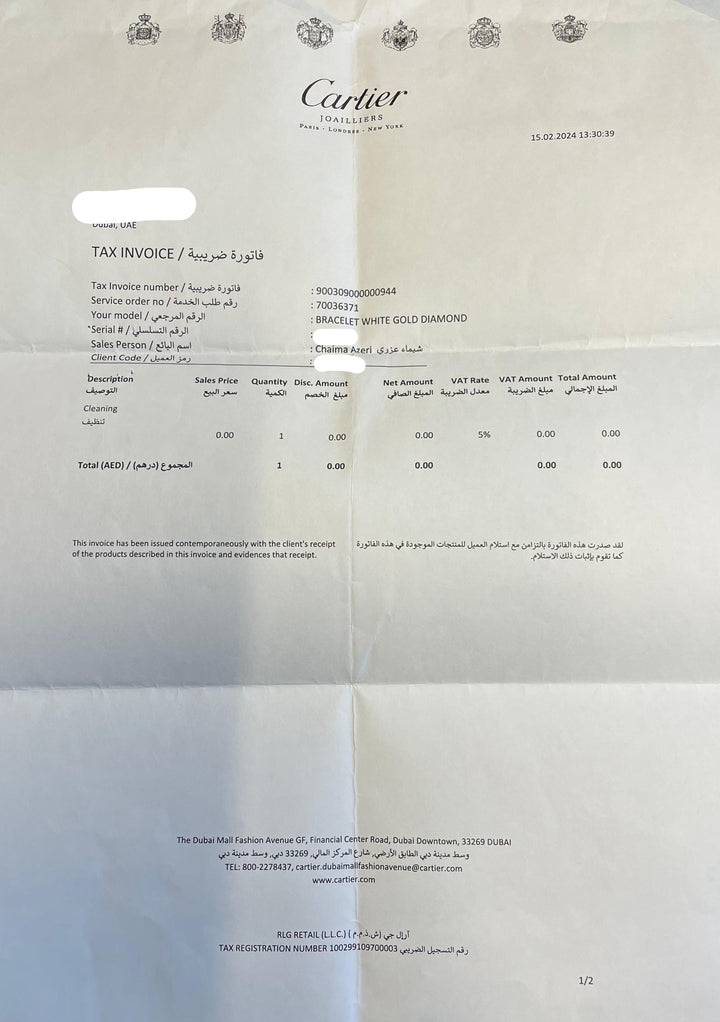 Cartier
JOAILLIERS
PARIS · LONDRES · NEW YORK
15.02.2024 13:30:39
Dubai, UAE
TAX INVOICE / فاتورة ضريبية
Tax Invoice number / فاتورة ضريبية : 900309000000944
Service order no / رقم طلب الخدمة : 70036371
Your model / الرقم المرجعي : BRACELET WHITE GOLD DIAMOND
Serial # / الرقم التسلسلي :
Sales Person / اسم البائع : Chaima Azeri شيماء عزري
Client Code / رمز العميل :
Description Sales Price Quantity Disc. Amount Net Amount VAT Rate VAT Amount Total Amount
التوصيف سعر البيع الكمية مبلغ الخصم المبلغ الصافي معدل الضريبة مبلغ الضريبة المبلغ الإجمالي
Cleaning
تنظيف
0.00 1 0.00 0.00 5% 0.00 0.00
Total (AED) / المجموع (درهم) 1 0.00 0.00 0.00 0.00
This invoice has been issued contemporaneously with the client's receipt
of the products described in this invoice and evidences that receipt.
لقد صدرت هذه الفاتورة بالتزامن مع استلام العميل للمنتجات الموجودة في هذه الفاتورة
كما تقوم بإثبات ذلك الاستلام.
The Dubai Mall Fashion Avenue GF, Financial Center Road, Dubai Downtown, 33269 DUBAI
وسط مدينة دبي الطابق الأرضي, شارع المركز المالي, 33269 دبي, وسط مدينة دبي
TEL: 800-2278437, cartier.dubaimallfashionavenue@cartier.com
www.cartier.com
RLG RETAIL (L.L.C.) آرإل جي (ش.ذ.م.م)
TAX REGISTRATION NUMBER 100299109700003 رقم التسجيل الضريبي
1/2